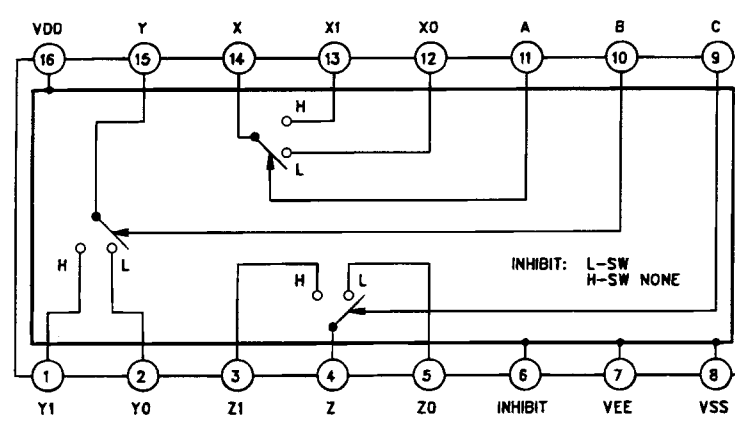 VDD Y X X1 X0 A B C
16 15 14 13 12 11 10 9
H
L
H L
H L
INHIBIT: L-SW
H-SW NONE
1 2 3 4 5 6 7 8
Y1 Y0 Z1 Z Z0 INHIBIT VEE VSS